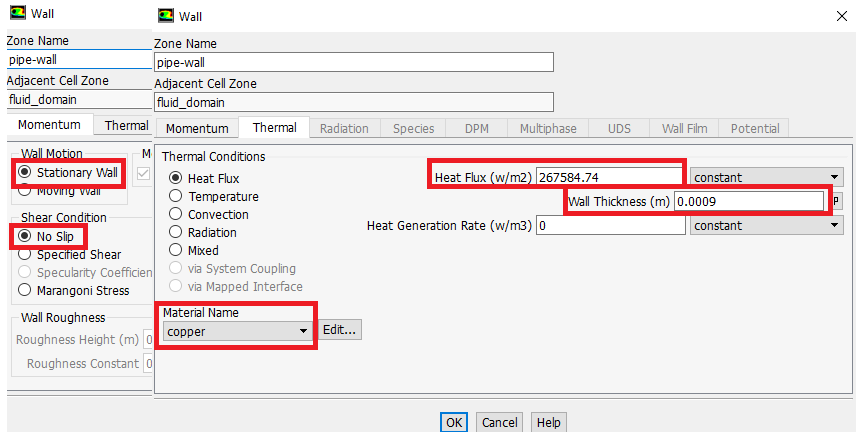 Wall
Zone Name
pipe-wall
Adjacent Cell Zone
fluid_domain
Momentum Thermal
Wall Motion
Stationary Wall
Moving Wall
Shear Condition
No Slip
Specified Shear
Specularity Coefficien
Marangoni Stress
Wall Roughness
Roughness Height (m) 0
Roughness Constant 0
Wall
Zone Name
pipe-wall
Adjacent Cell Zone
fluid_domain
Momentum Thermal Radiation Species DPM Multiphase UDS Wall Film Potential
Thermal Conditions
Heat Flux
Temperature
Convection
Radiation
Mixed
via System Coupling
via Mapped Interface
Heat Flux (w/m2) 267584.74 constant
Wall Thickness (m) 0.0009
Heat Generation Rate (w/m3) 0 constant
Material Name
copper Edit...
OK Cancel Help